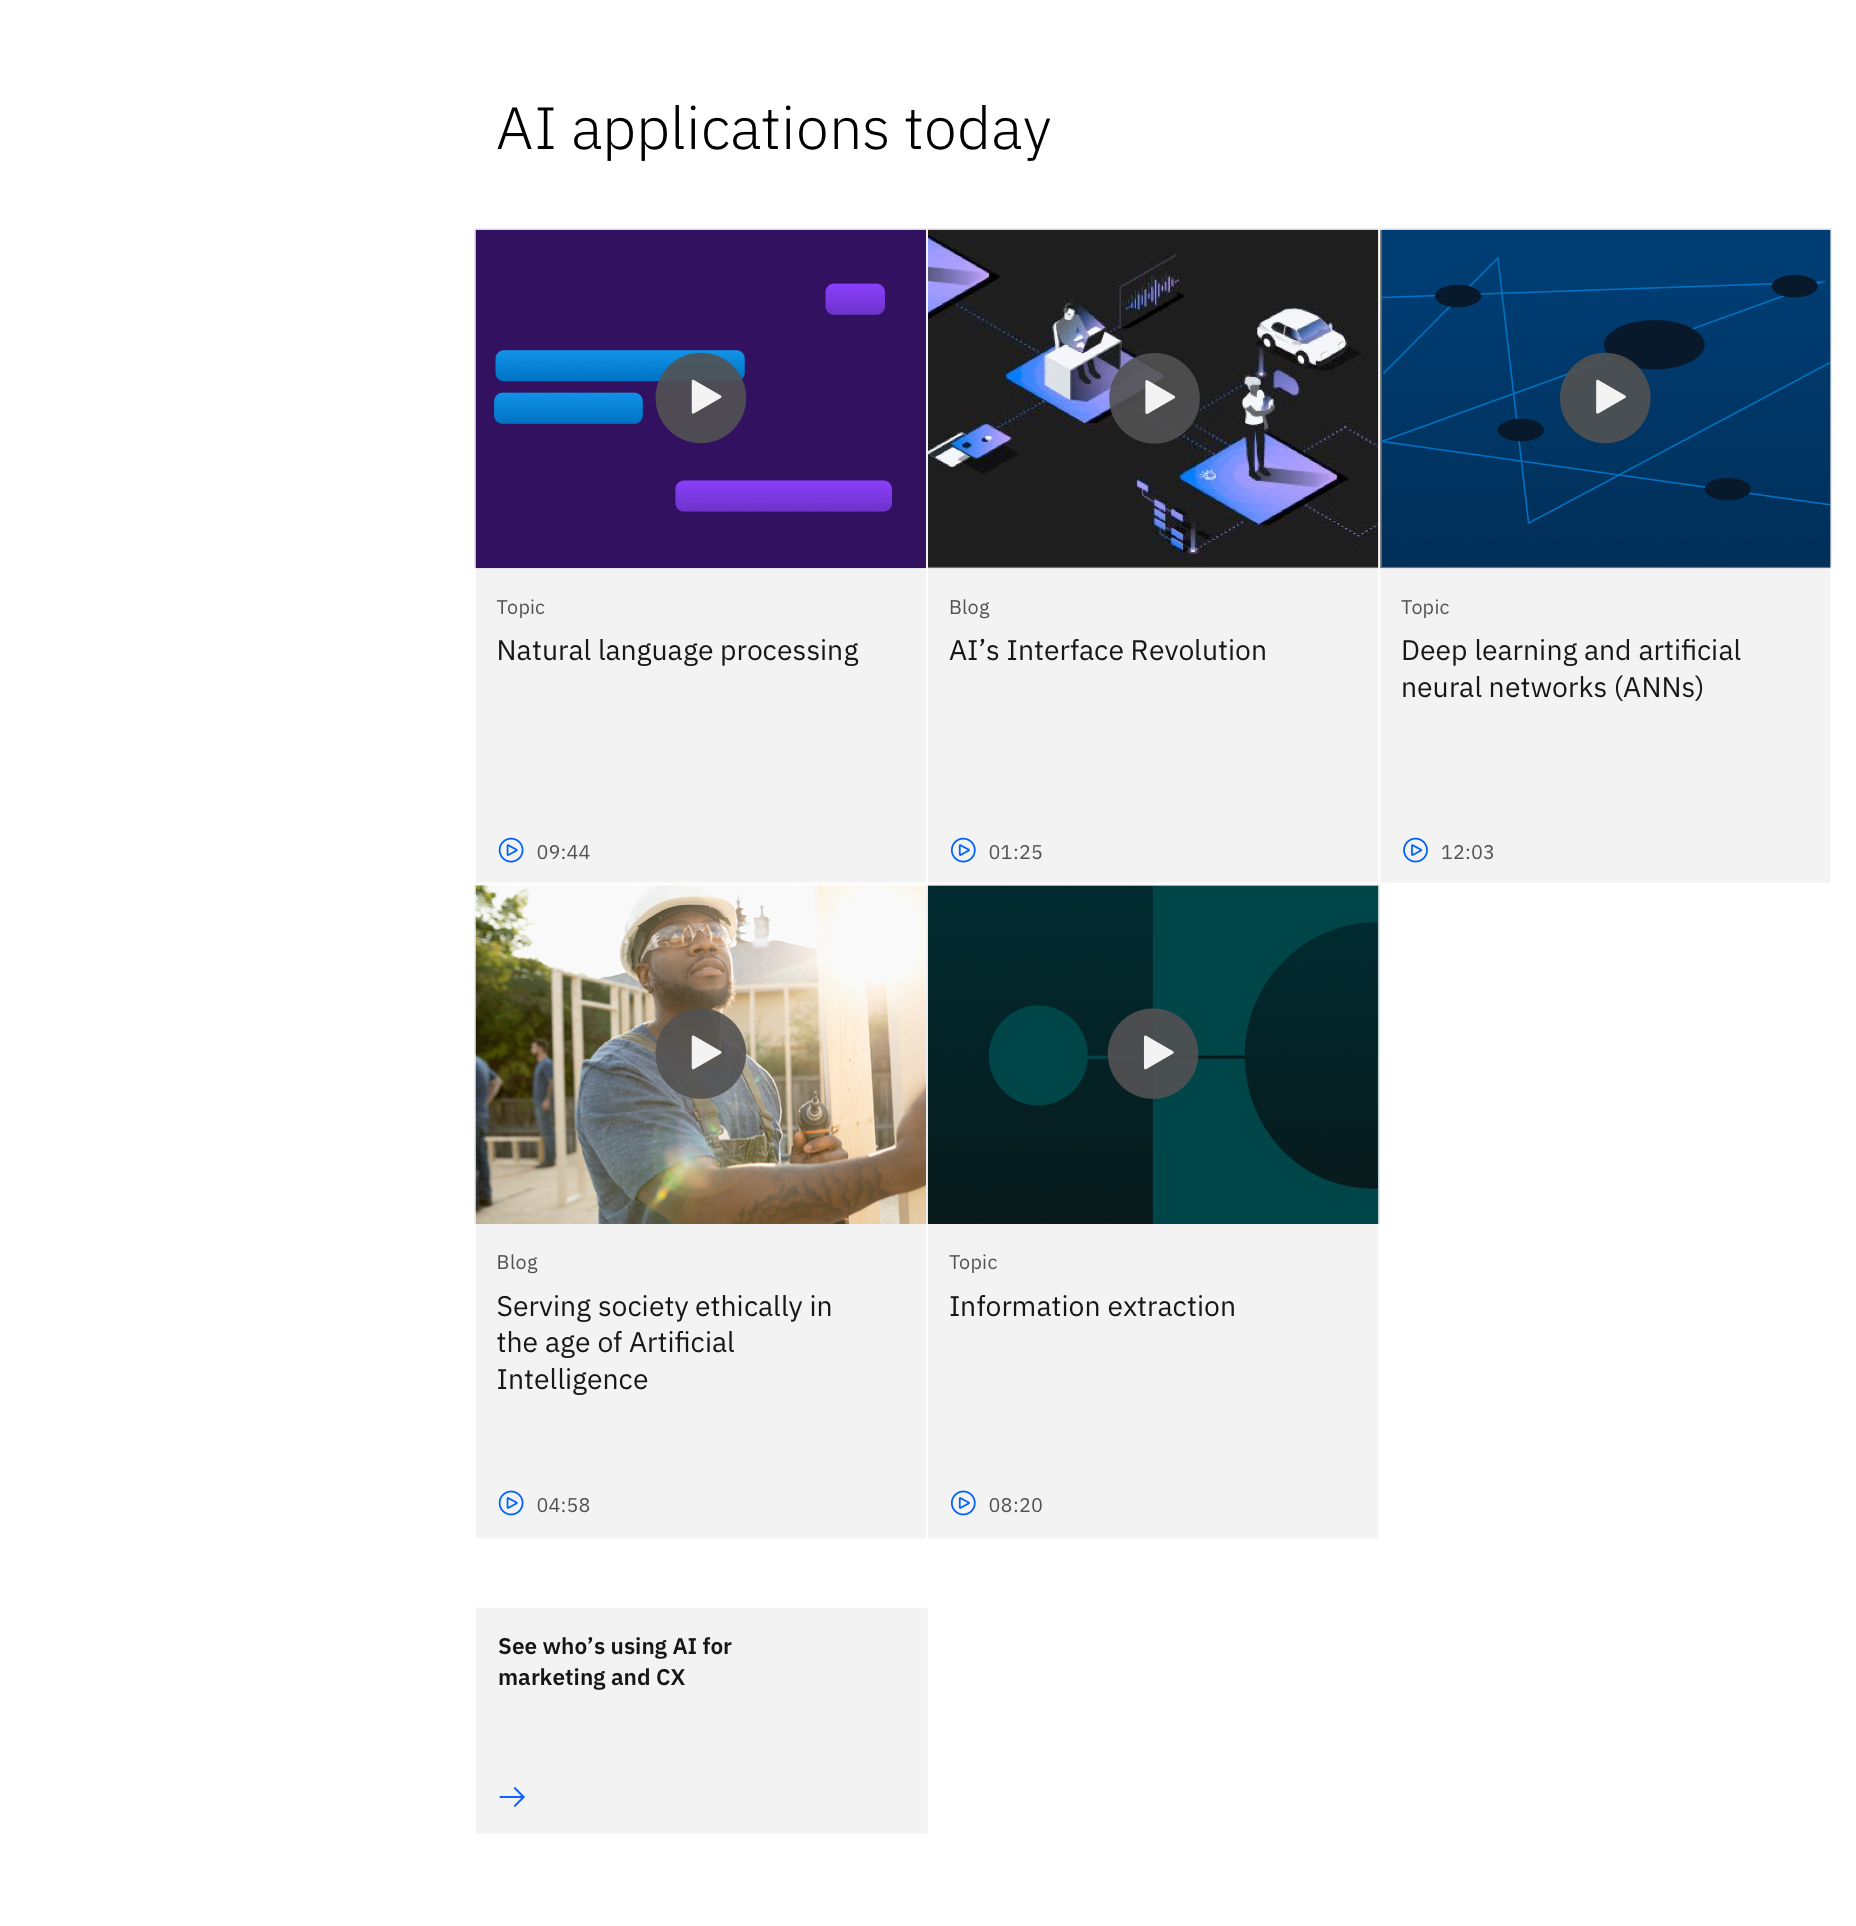 AI applications today
Topic
Natural language processing
09:44
Blog
AI’s Interface Revolution
01:25
Topic
Deep learning and artificial
neural networks (ANNs)
12:03
Blog
Serving society ethically in
the age of Artificial
Intelligence
04:58
Topic
Information extraction
08:20
See who’s using AI for
marketing and CX